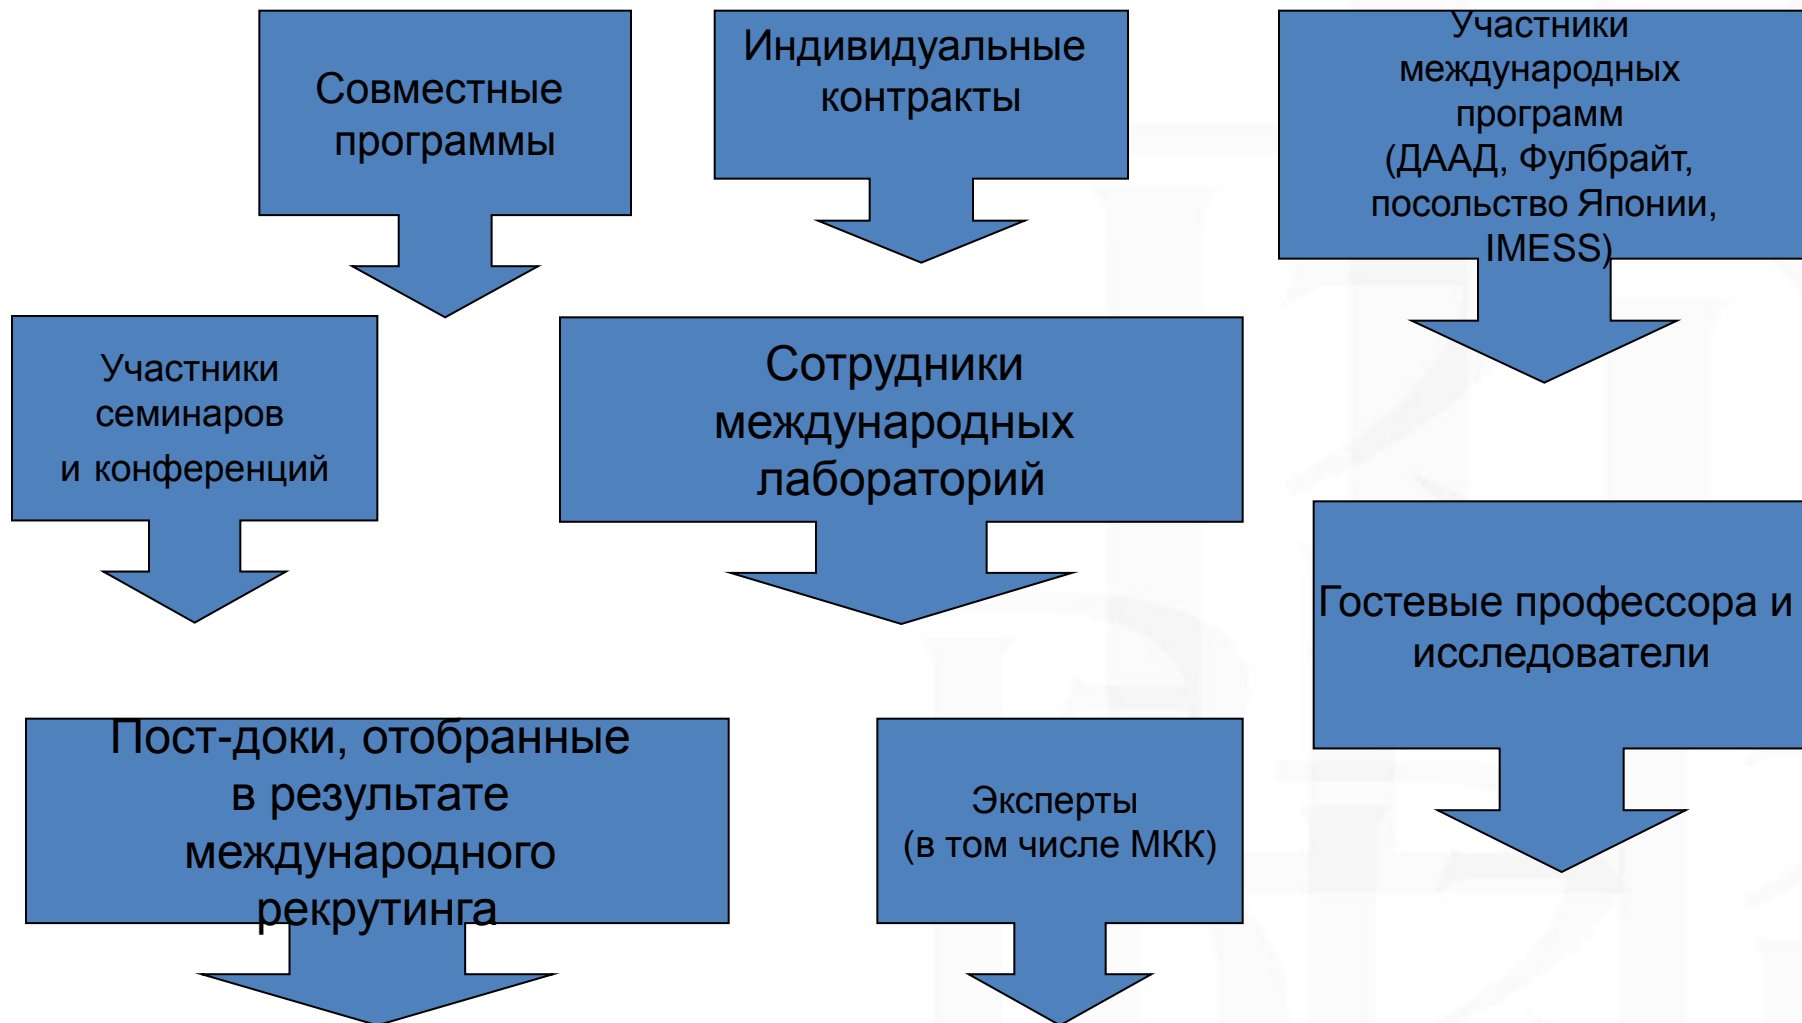 Совместные
программы
Индивидуальные
контракты
Участники
международных
программ
(ДААД, Фулбрайт,
посольство Японии,
IMESS)
Участники
семинаров
и конференций
Сотрудники
международных
лабораторий
Гостевые профессора и
исследователи
Пост-доки, отобранные
в результате
международного
рекрутинга
Эксперты
(в том числе МКК)